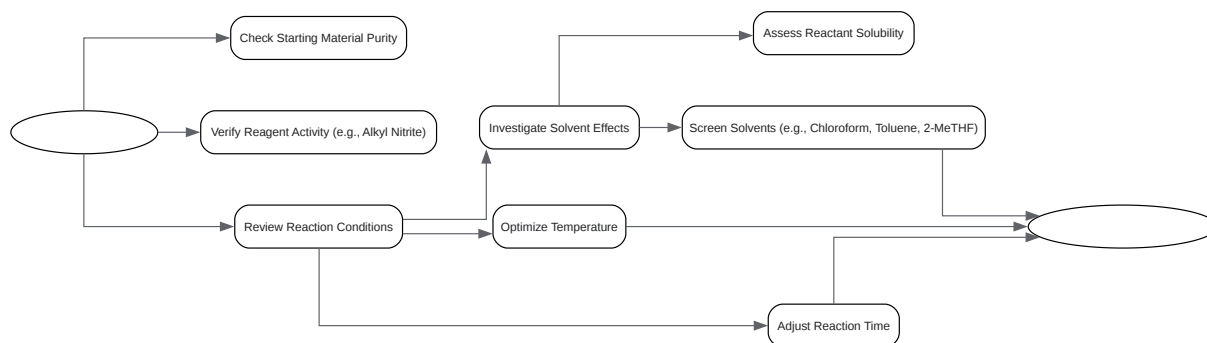 Check Starting Material Purity
Assess Reactant Solubility
Verify Reagent Activity (e.g., Alkyl Nitrite)
Investigate Solvent Effects
Screen Solvents (e.g., Chloroform, Toluene, 2-MeTHF)
Review Reaction Conditions
Optimize Temperature
Adjust Reaction Time